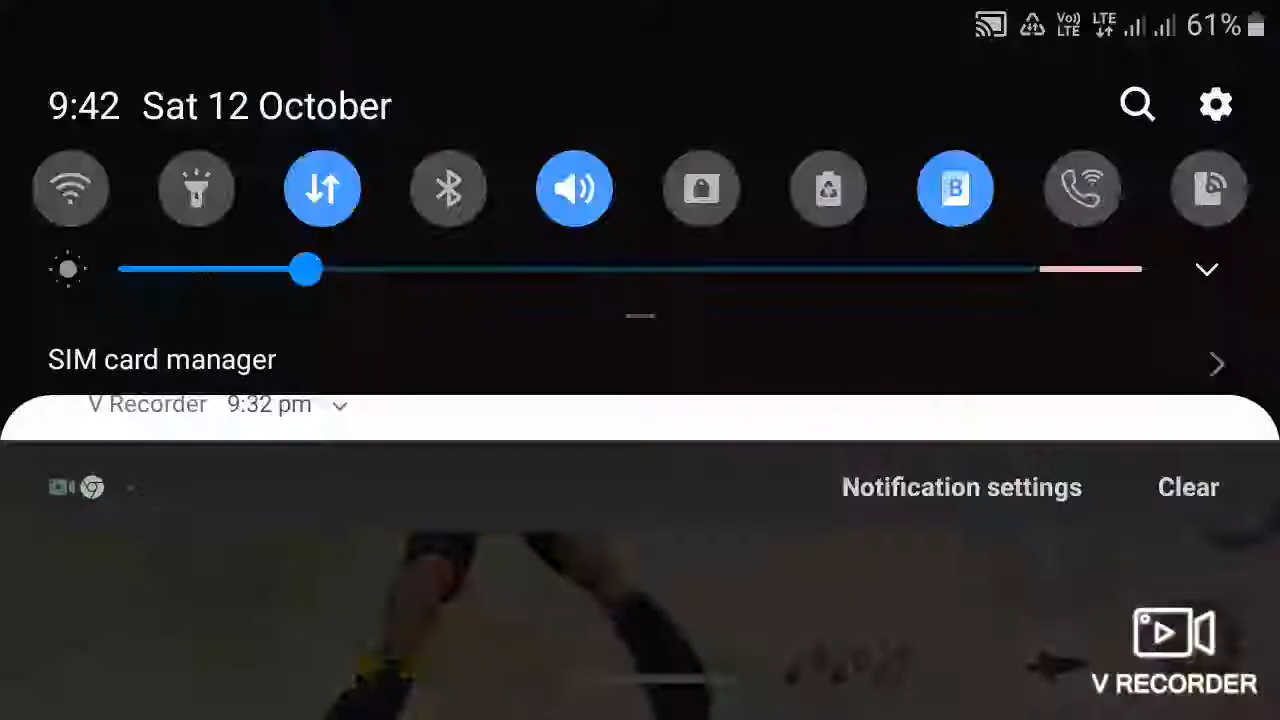 Vo)) LTE LTE 61%
9:42 Sat 12 October
B
SIM card manager
V Recorder 9:32 pm
Notification settings Clear
V RECORDER